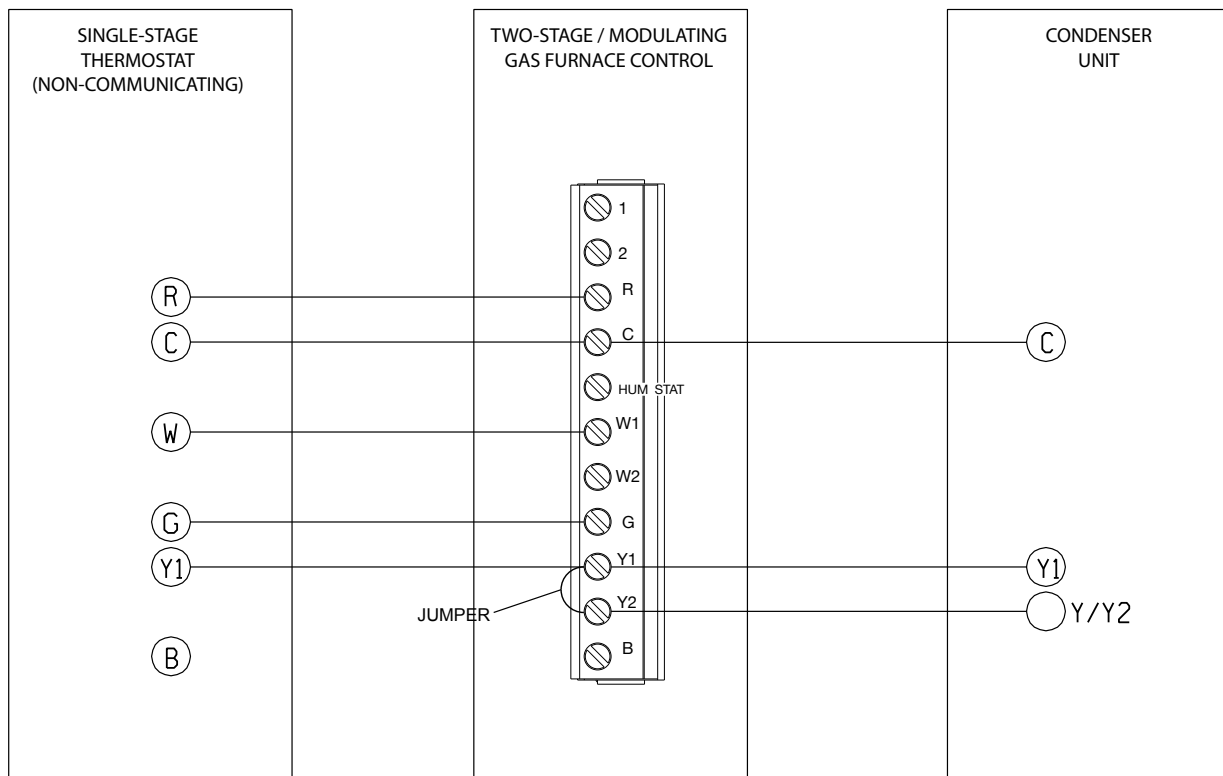 SINGLE-STAGE
THERMOSTAT
(NON-COMMUNICATING)
TWO-STAGE / MODULATING
GAS FURNACE CONTROL
CONDENSER
UNIT
1
2
R
R
C
C
C
HUM STAT
W
W1
W2
G
G
Y1
Y1
Y1
JUMPER
Y2
Y/Y2
B
B